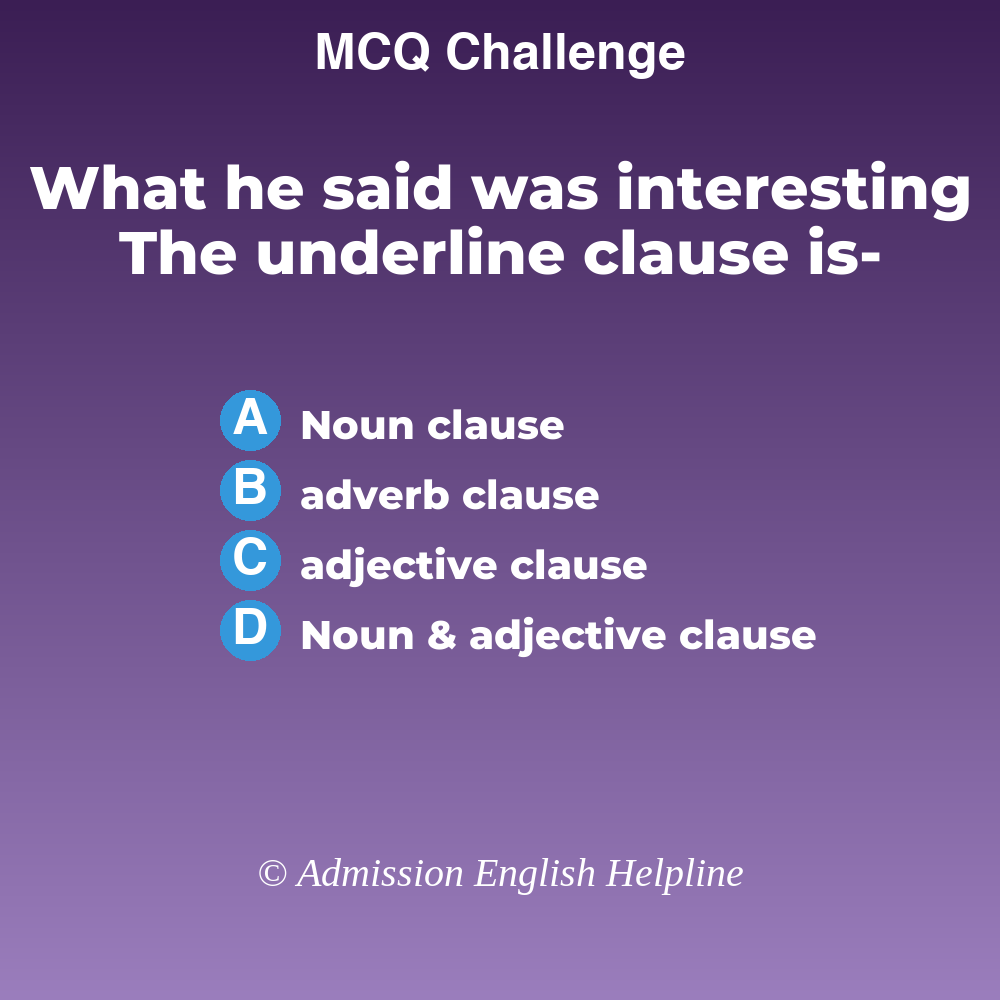 MCQ Challenge
What he said was interesting
The underline clause is-
A Noun clause
B adverb clause
C adjective clause
D Noun & adjective clause
© Admission English Helpline